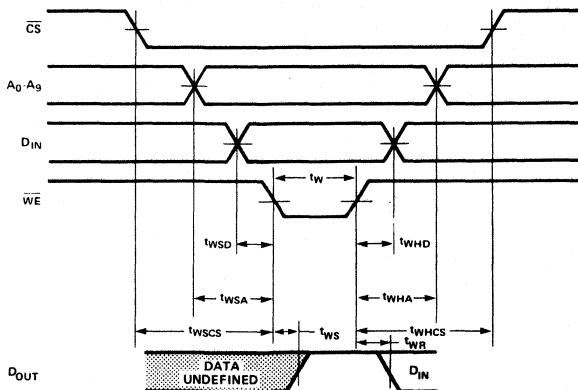 CS
A0-A9
DIN
tW
WE
tWSD
tWHD
tWSA
tWHA
tWSCS
tWS
tWHCS
tWR
DOUT
DATA
UNDEFINED
DIN